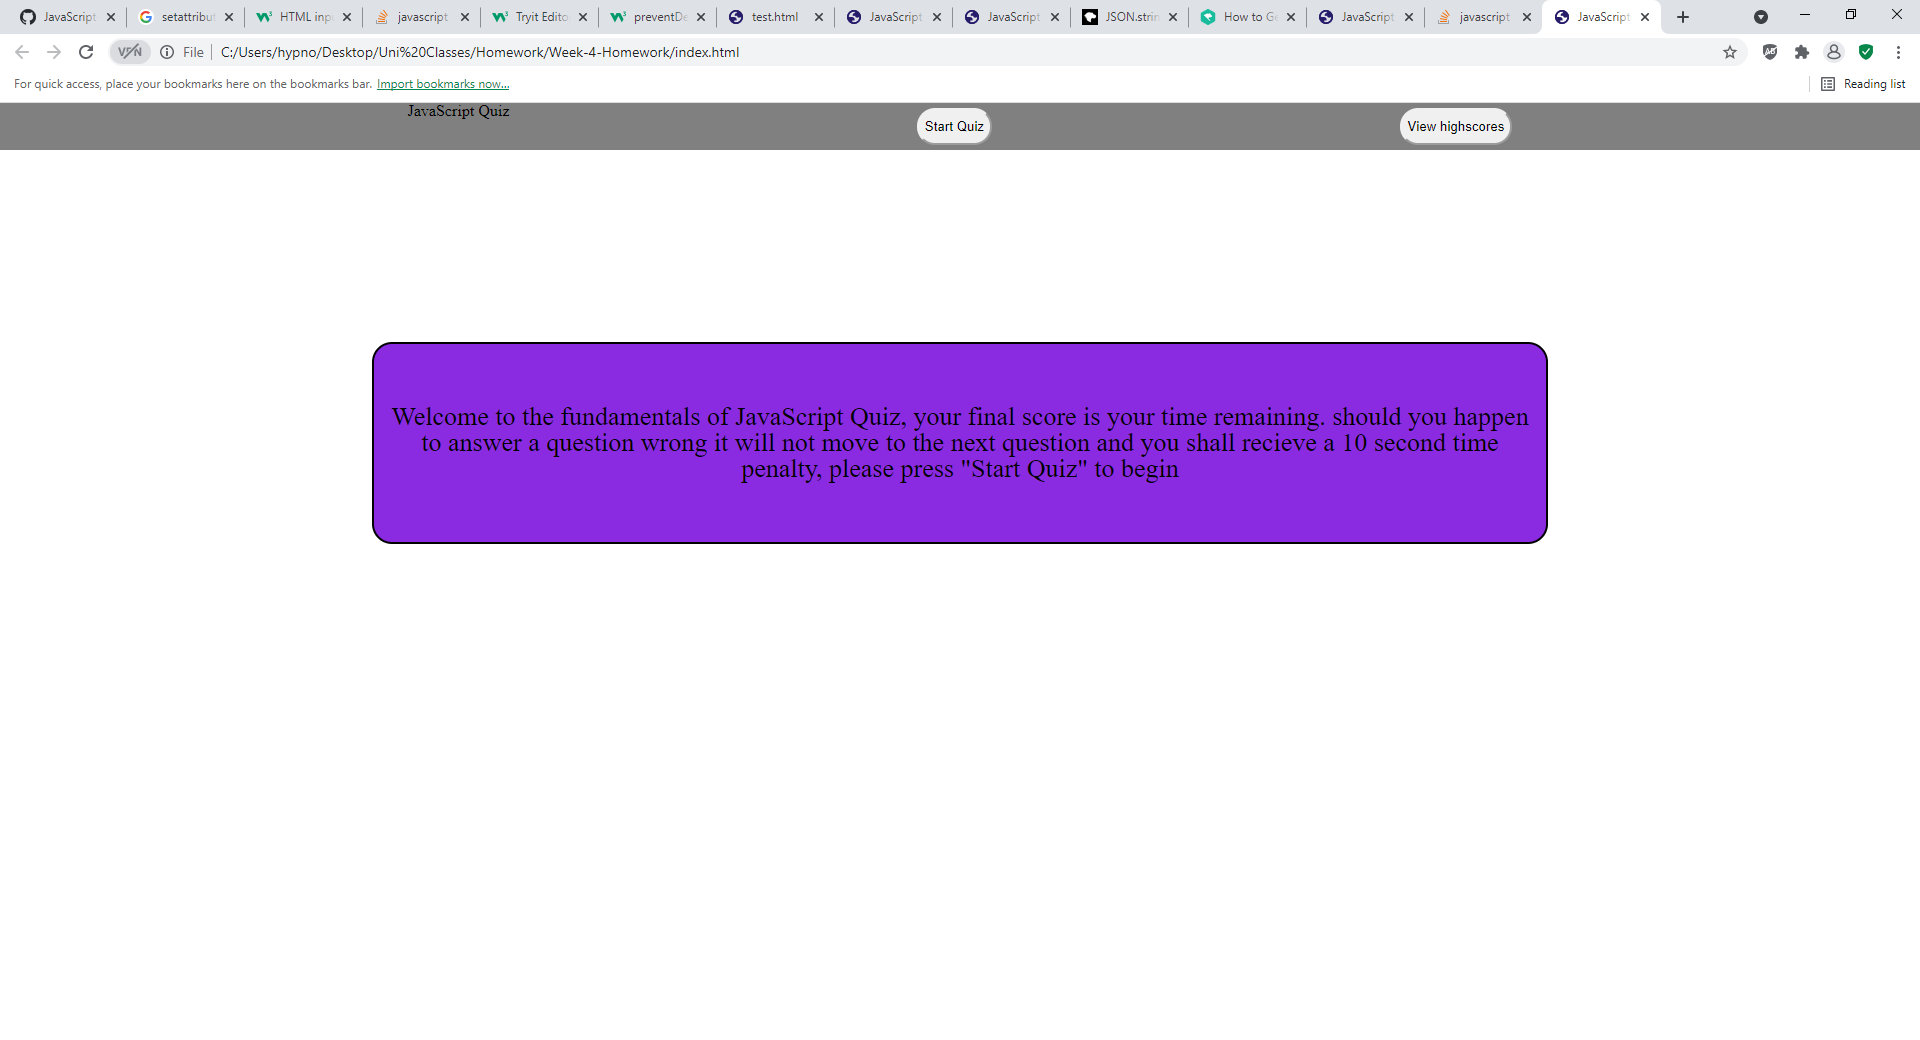 JavaScript
setattribut
HTML inp
javascript
Tryit Edito
preventDe
test.html
JavaScript
JavaScript
JSON.strin
How to Ge
JavaScript
javascript
JavaScript
VPN
File
C:/Users/hypno/Desktop/Uni%20Classes/Homework/Week-4-Homework/index.html
For quick access, place your bookmarks here on the bookmarks bar. Import bookmarks now...
Reading list
JavaScript Quiz
Start Quiz
View highscores
Welcome to the fundamentals of JavaScript Quiz, your final score is your time remaining. should you happen
to answer a question wrong it will not move to the next question and you shall recieve a 10 second time
penalty, please press "Start Quiz" to begin